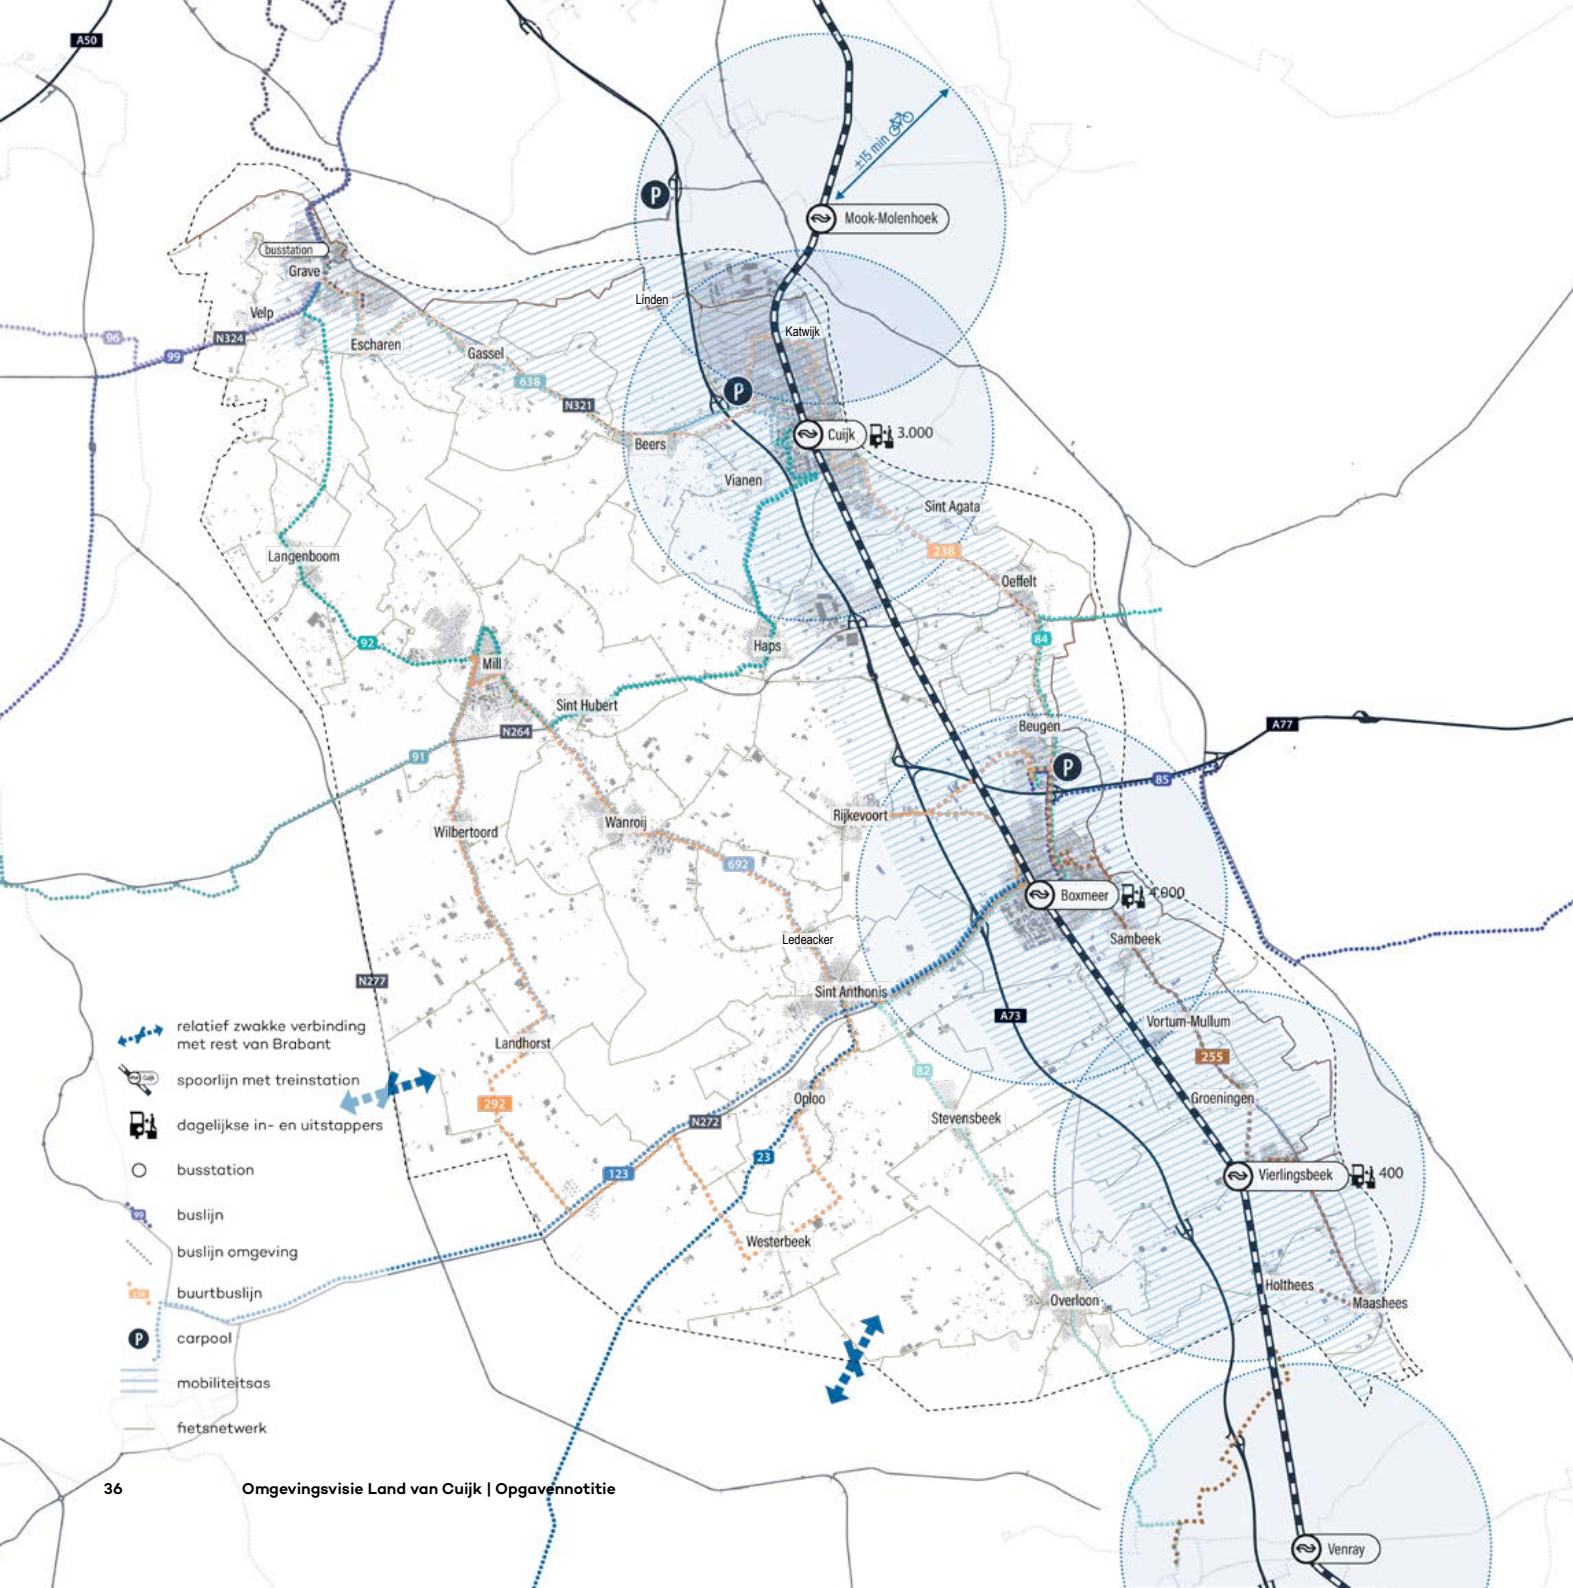 A50
±15 min
P
Mook-Molenhoek
busstation
Grave
Linden
Velp
Katwijk
96
N324
99
Escharen
Gassel
638
P
N321
Beers
Cuijk
3.000
Vianen
Sint Agata
238
Langenboom
Oeffelt
92
84
Haps
Mill
Sint Hubert
N264
Beugen
A77
91
P
85
Rijkevoort
Wilbertoord
Wanroij
692
Boxmeer
4.000
Ledeacker
Sambeek
N277
Sint Anthonis
A73
Vortum-Mullum
relatief zwakke verbinding
met rest van Brabant
Landhorst
255
82
spoorlijn met treinstation
Oploo
Groeningen
292
dagelijkse in- en uitstappers
N272
Stevensbeek
23
busstation
123
Vierlingsbeek
400
99
buslijn
Westerbeek
buslijn omgeving
Holthees
buurtbuslijn
Overloon
Maashees
P
carpool
mobiliteitsas
fietsnetwerk
36
Omgevingsvisie Land van Cuijk | Opgavennotitie
Venray